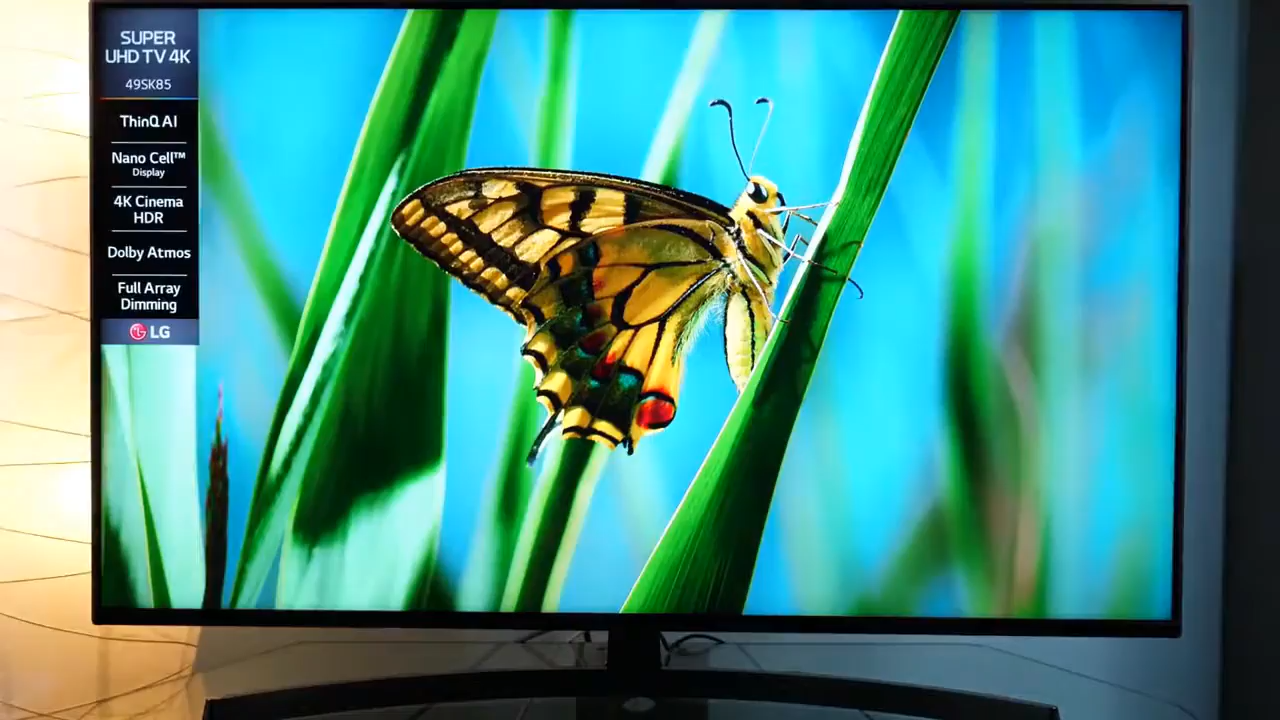 SUPER
UHD TV 4K
49SK85
ThinQ AI
Nano Cell™
Display
4K Cinema
HDR
Dolby Atmos
Full Array
Dimming
LG